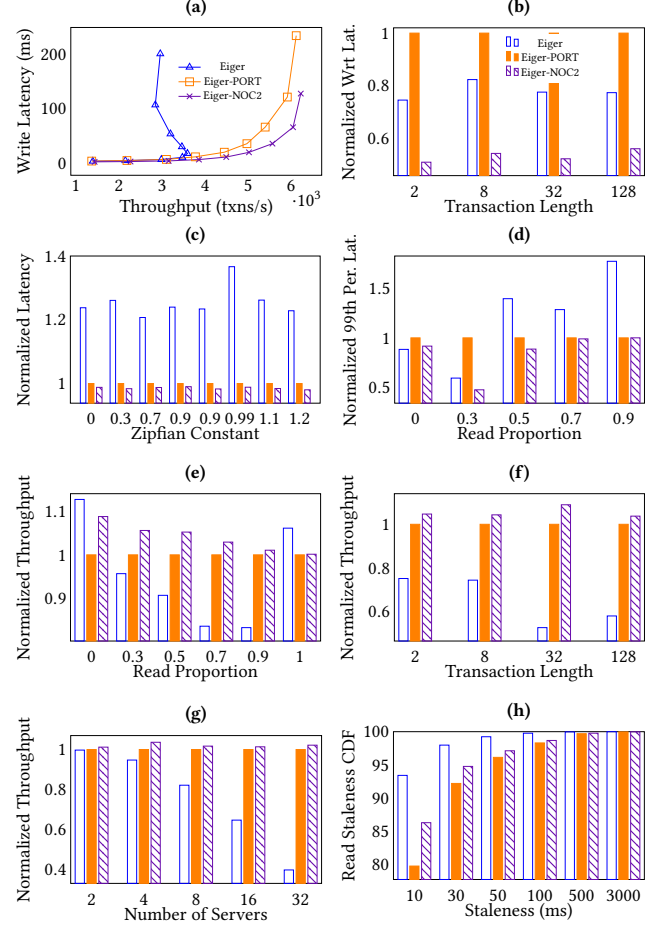 (a)
Write Latency (ms)
200
100
0
1 2 3 4 5 6
·10³
Throughput (txns/s)
Eiger
Eiger-PORT
Eiger-NOC2
(b)
Normalized Wrt Lat.
1
0.8
0.6
2 8 32 128
Transaction Length
Eiger
Eiger-PORT
Eiger-NOC2
(c)
Normalized Latency
1.4
1.2
1
0 0.3 0.7 0.9 0.9 0.99 1.1 1.2
Zipfian Constant
(d)
Normalized 99th Per. Lat.
1.5
1
0.5
0 0.3 0.5 0.7 0.9
Read Proportion
(e)
Normalized Throughput
1.1
1
0.9
0 0.3 0.5 0.7 0.9 1
Read Proportion
(f)
Normalized Throughput
1
0.8
0.6
2 8 32 128
Transaction Length
(g)
Normalized Throughput
1
0.8
0.6
0.4
2 4 8 16 32
Number of Servers
(h)
Read Staleness CDF
100
95
90
85
80
10 30 50 100 500 3000
Staleness (ms)